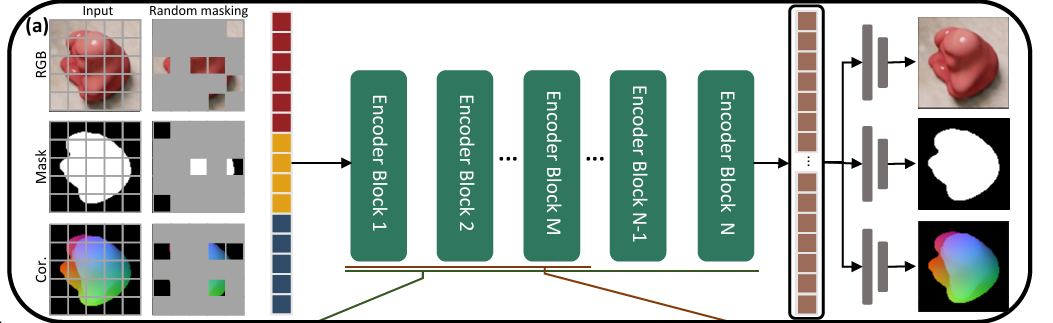 (a)
Input
Random masking
RGB
Mask
Cor.
Encoder Block 1
Encoder Block 2
...
Encoder Block M
...
Encoder Block N-1
Encoder Block N
...